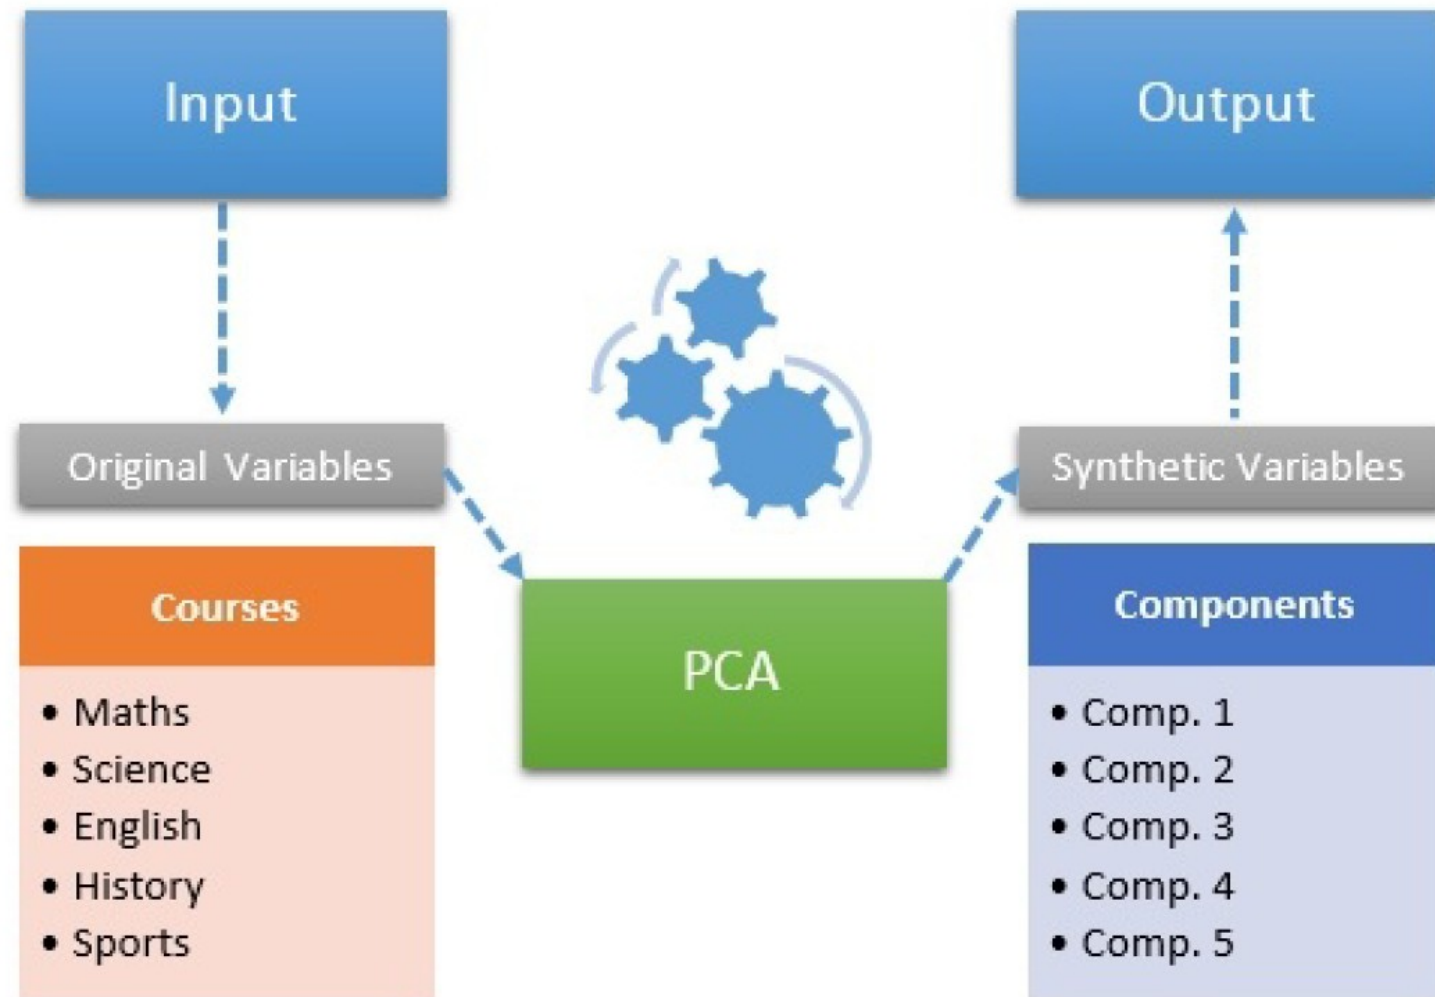 Input
Output
Original Variables
Synthetic Variables
Courses
• Maths
• Science
• English
• History
• Sports
PCA
Components
• Comp. 1
• Comp. 2
• Comp. 3
• Comp. 4
• Comp. 5